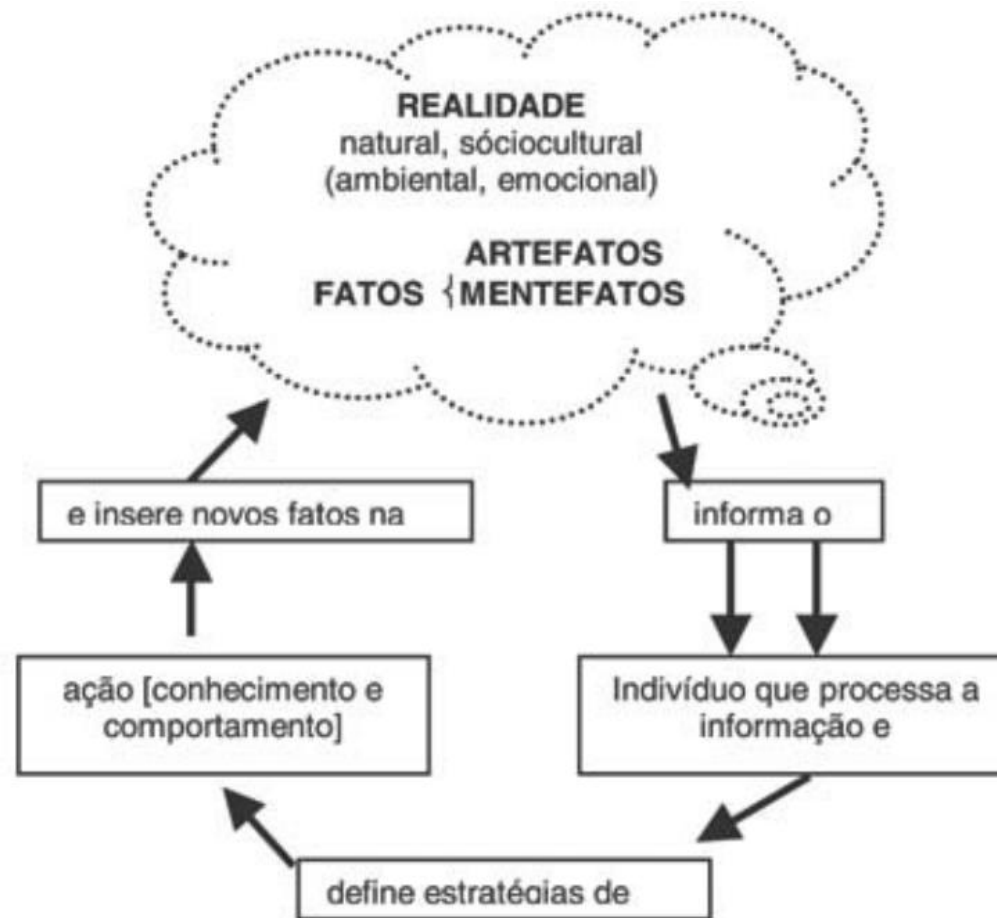 REALIDADE
natural, sóciocultural
(ambiental, emocional)
ARTEFATOS
FATOS { MENTEFATOS
e insere novos fatos na
informa o
ação [conhecimento e
comportamento]
Indivíduo que processa a
informação e
define estratégias de